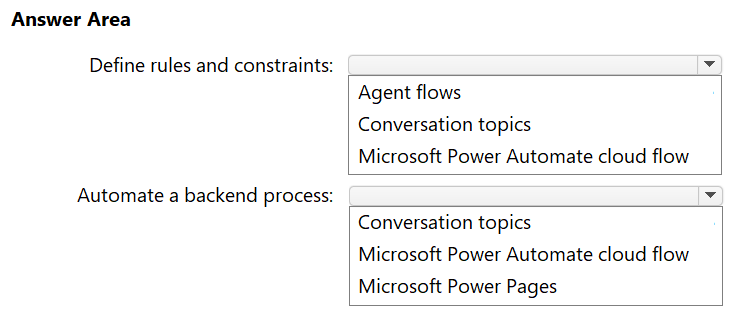 Answer Area
Define rules and constraints:
Agent flows
Conversation topics
Microsoft Power Automate cloud flow
Automate a backend process:
Conversation topics
Microsoft Power Automate cloud flow
Microsoft Power Pages